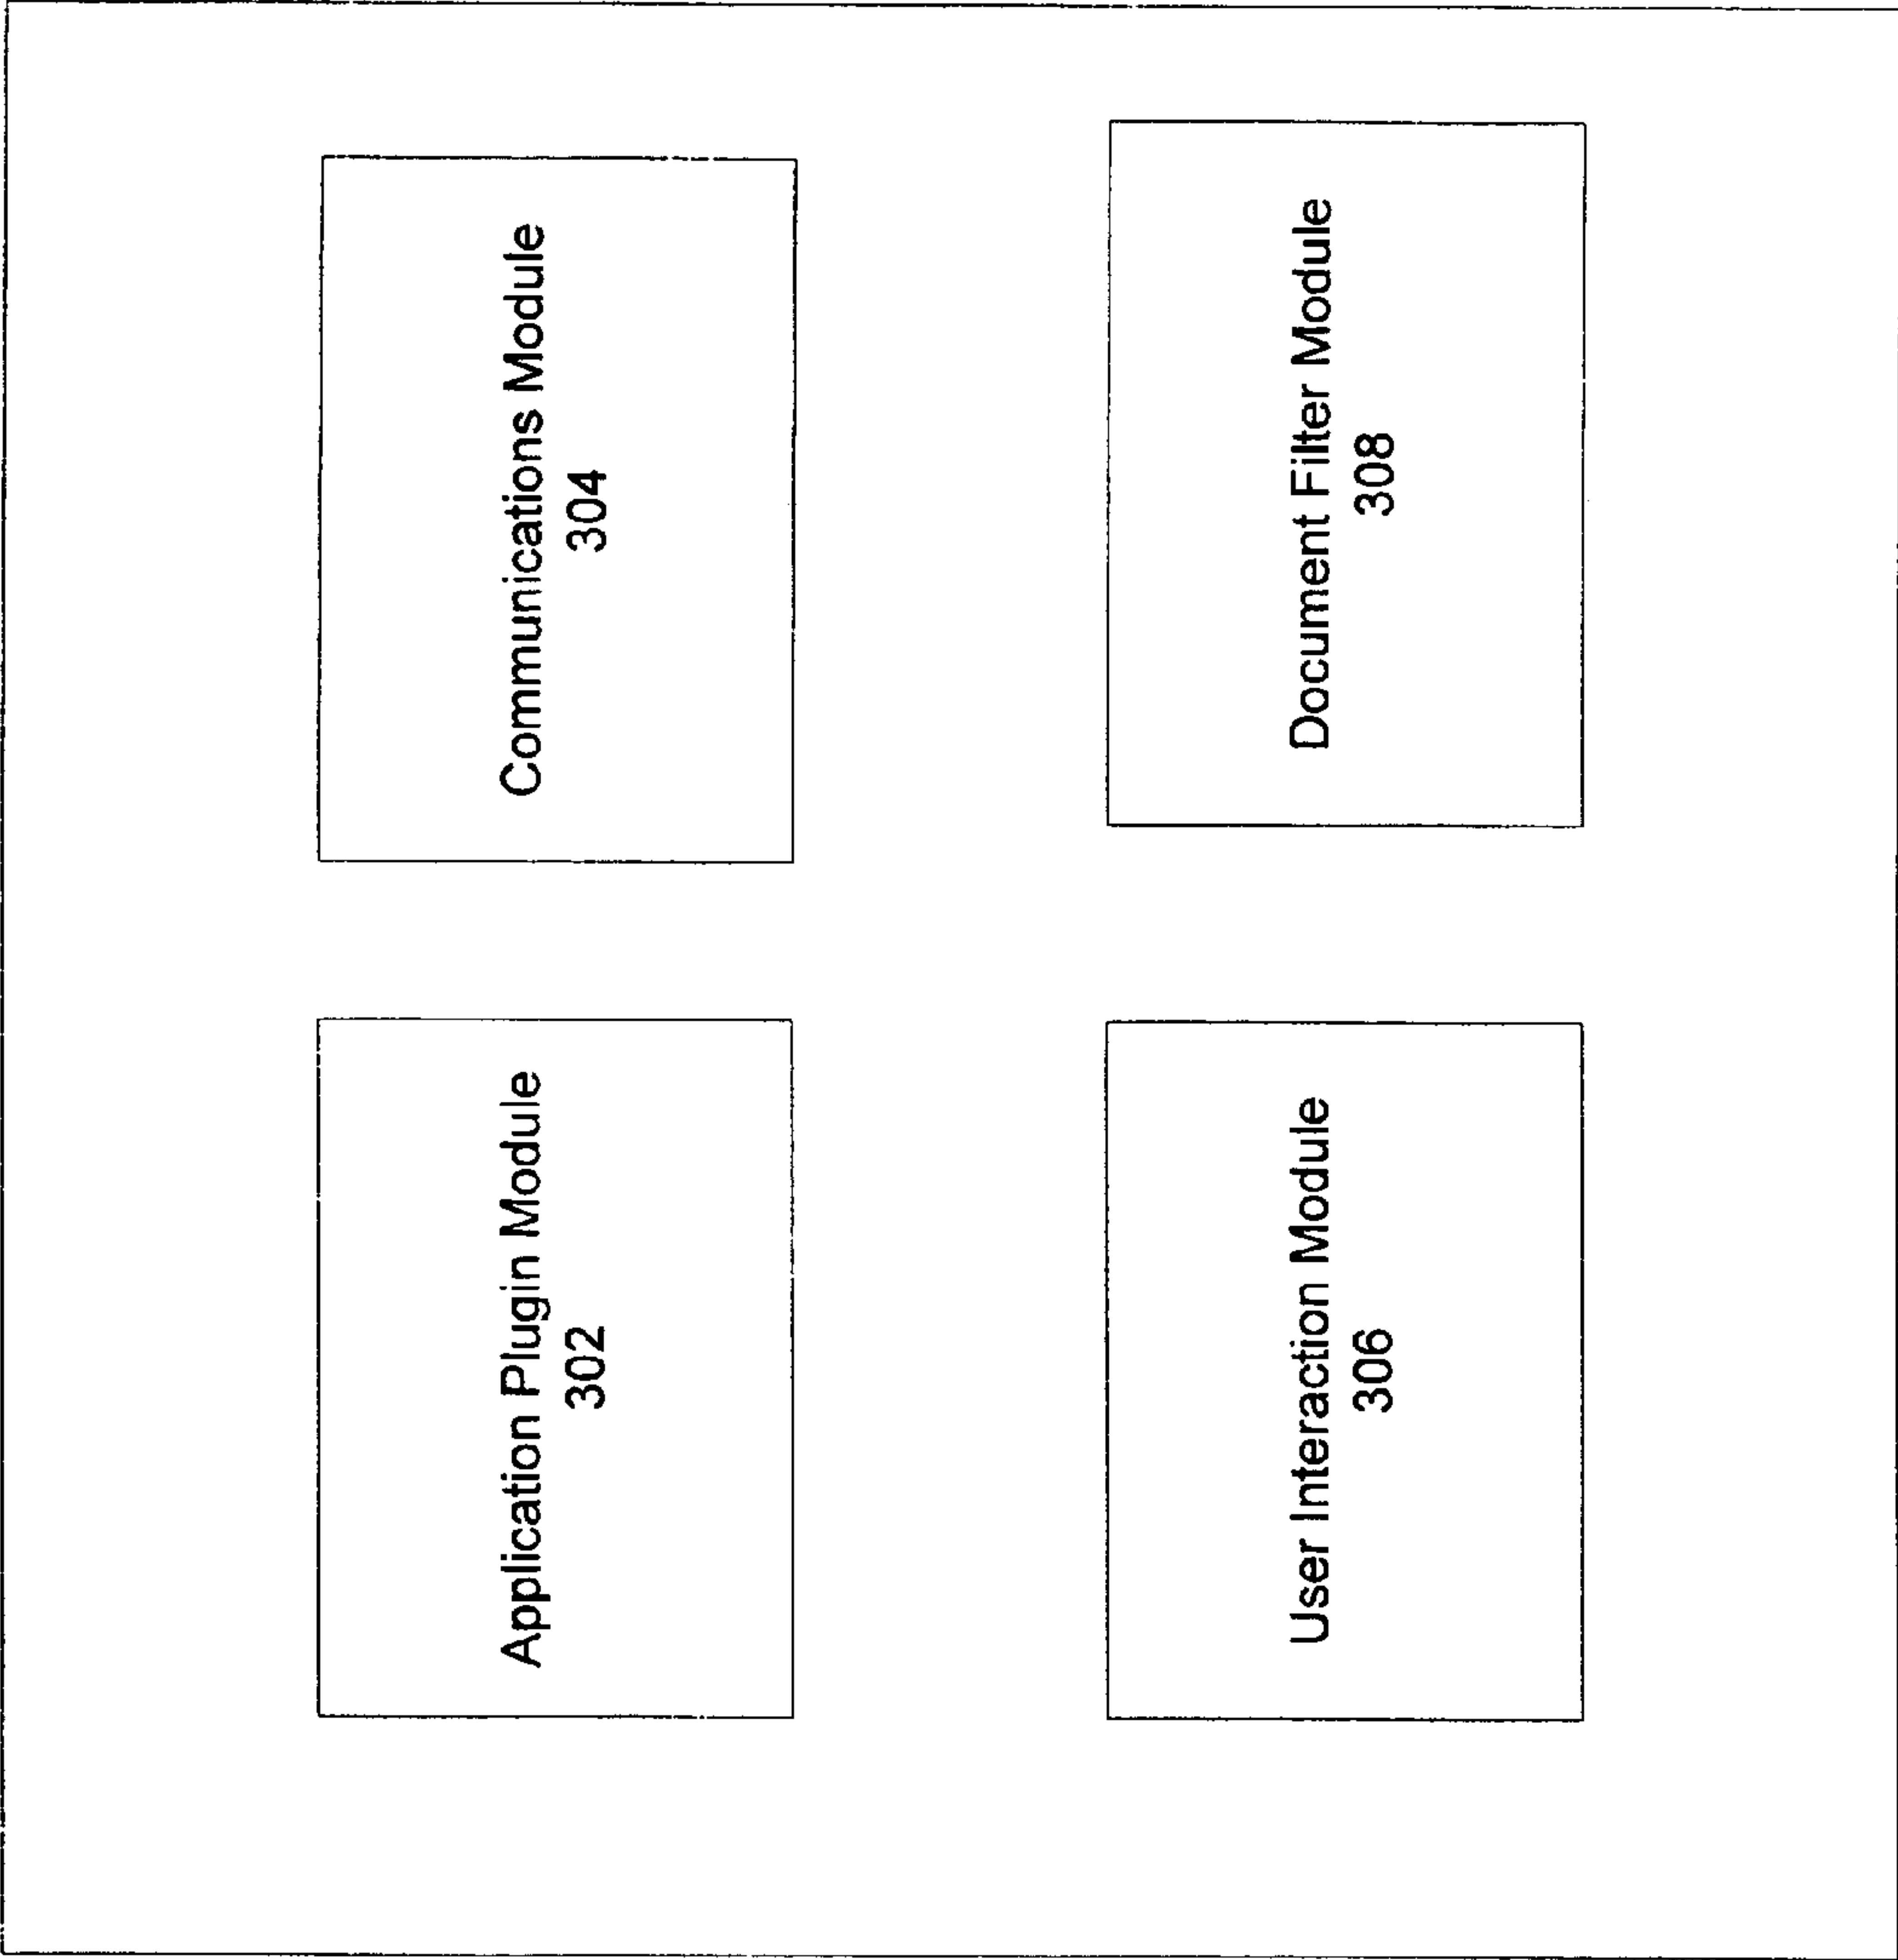 Application Plugin Module
302
Communications Module
304
User Interaction Module
306
Document Filter Module
308